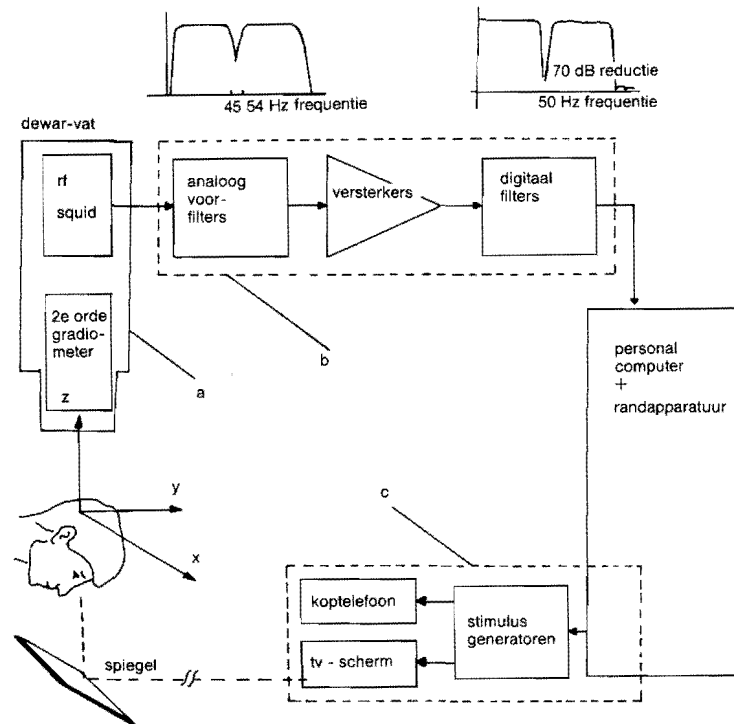 45 54 Hz frequentie
70 dB reductie
50 Hz frequentie
dewar-vat
rf
squid
analoog
voor-
filters
versterkers
digitaal
filters
2e orde
gradio-
meter
z
a
b
personal
computer
+
randapparatuur
y
x
c
koptelefoon
stimulus
generatoren
tv - scherm
spiegel